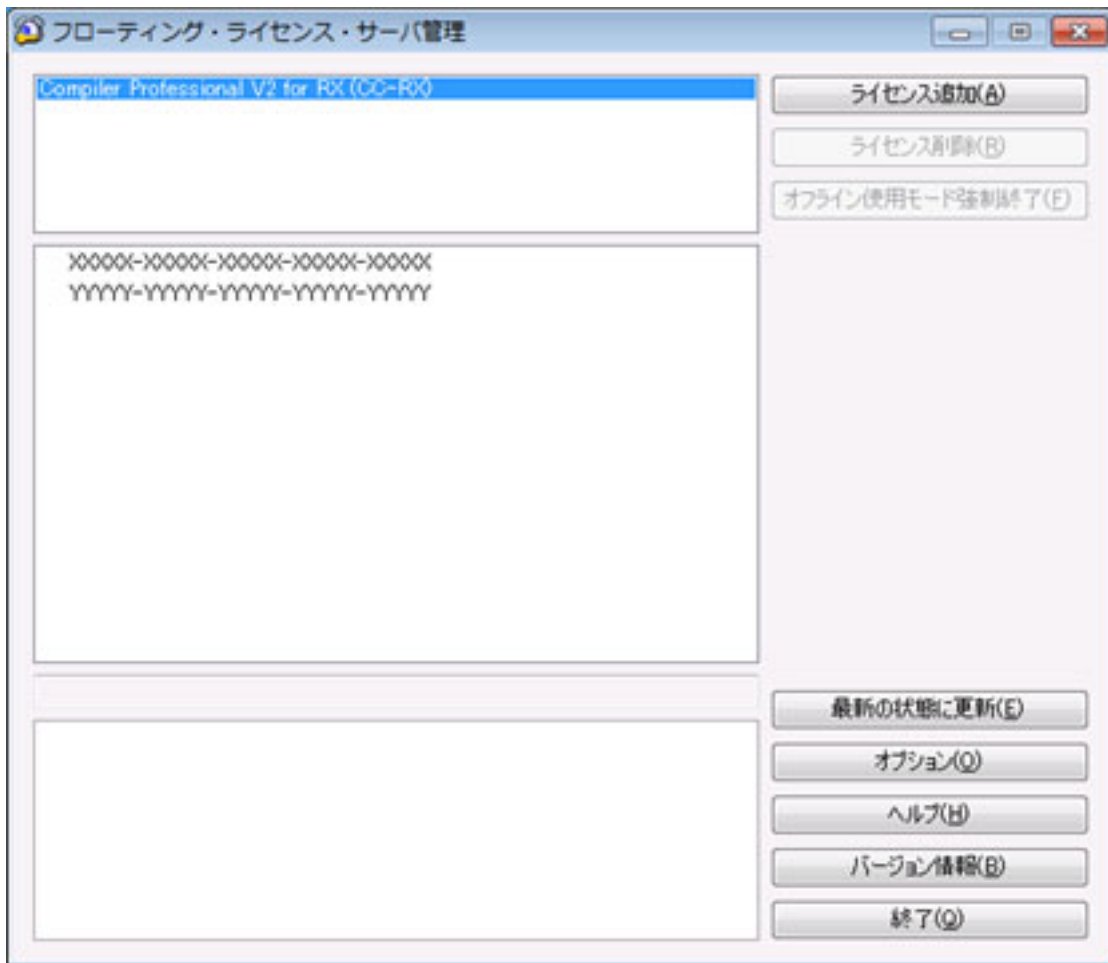 フローティング・ライセンス・サーバ管理
Compiler Professional V2 for RX (CC-RX)
ライセンス追加(A)
ライセンス削除(R)
オフライン使用モード強制終了(F)
XXXXX-XXXXX-XXXXX-XXXXX-XXXXX
YYYYY-YYYYY-YYYYY-YYYYY-YYYYY
最新の状態に更新(E)
オプション(O)
ヘルプ(H)
バージョン情報(B)
終了(Q)